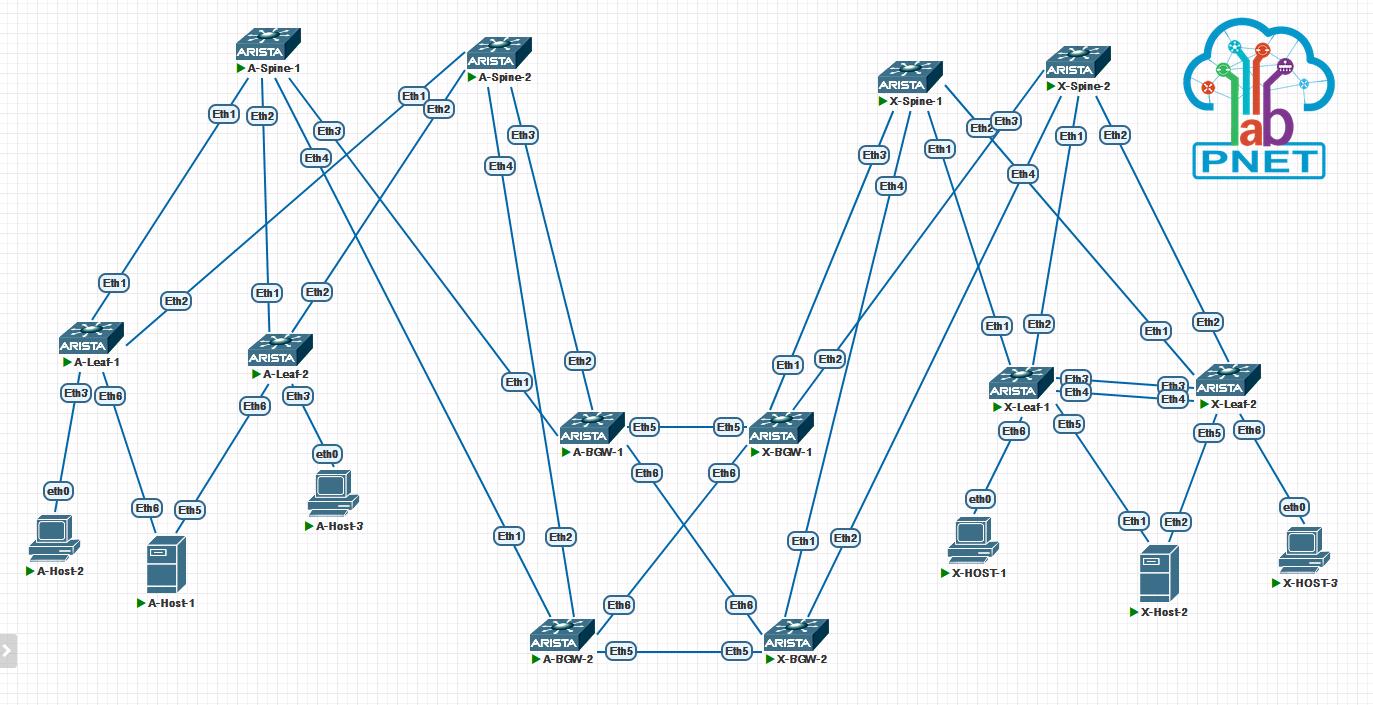 ARISTA
A-Spine-1
ARISTA
A-Spine-2
ARISTA
X-Spine-1
ARISTA
X-Spine-2
lab
PNET
Eth1
Eth2
Eth3
Eth4
Eth1
Eth2
Eth3
Eth4
Eth3
Eth4
Eth1
Eth2
Eth3
Eth4
Eth1
Eth2
Eth1
Eth2
Eth1
Eth2
ARISTA
A-Leaf-1
ARISTA
A-Leaf-2
Eth3
Eth6
Eth6
Eth3
Eth1
Eth2
Eth1
Eth2
Eth1
Eth2
Eth1
Eth2
ARISTA
X-Leaf-1
Eth3
Eth4
Eth3
Eth4
ARISTA
X-Leaf-2
ARISTA
A-BGW-1
Eth5
Eth5
ARISTA
X-BGW-1
Eth6
Eth6
Eth6
Eth5
Eth5
Eth6
eth0
eth0
Eth6
Eth5
A-Host-2
A-Host-1
A-Host-3
eth0
Eth1
Eth2
eth0
X-HOST-1
X-Host-2
X-HOST-3
Eth1
Eth2
Eth1
Eth2
Eth6
Eth6
ARISTA
A-BGW-2
Eth5
Eth5
ARISTA
X-BGW-2